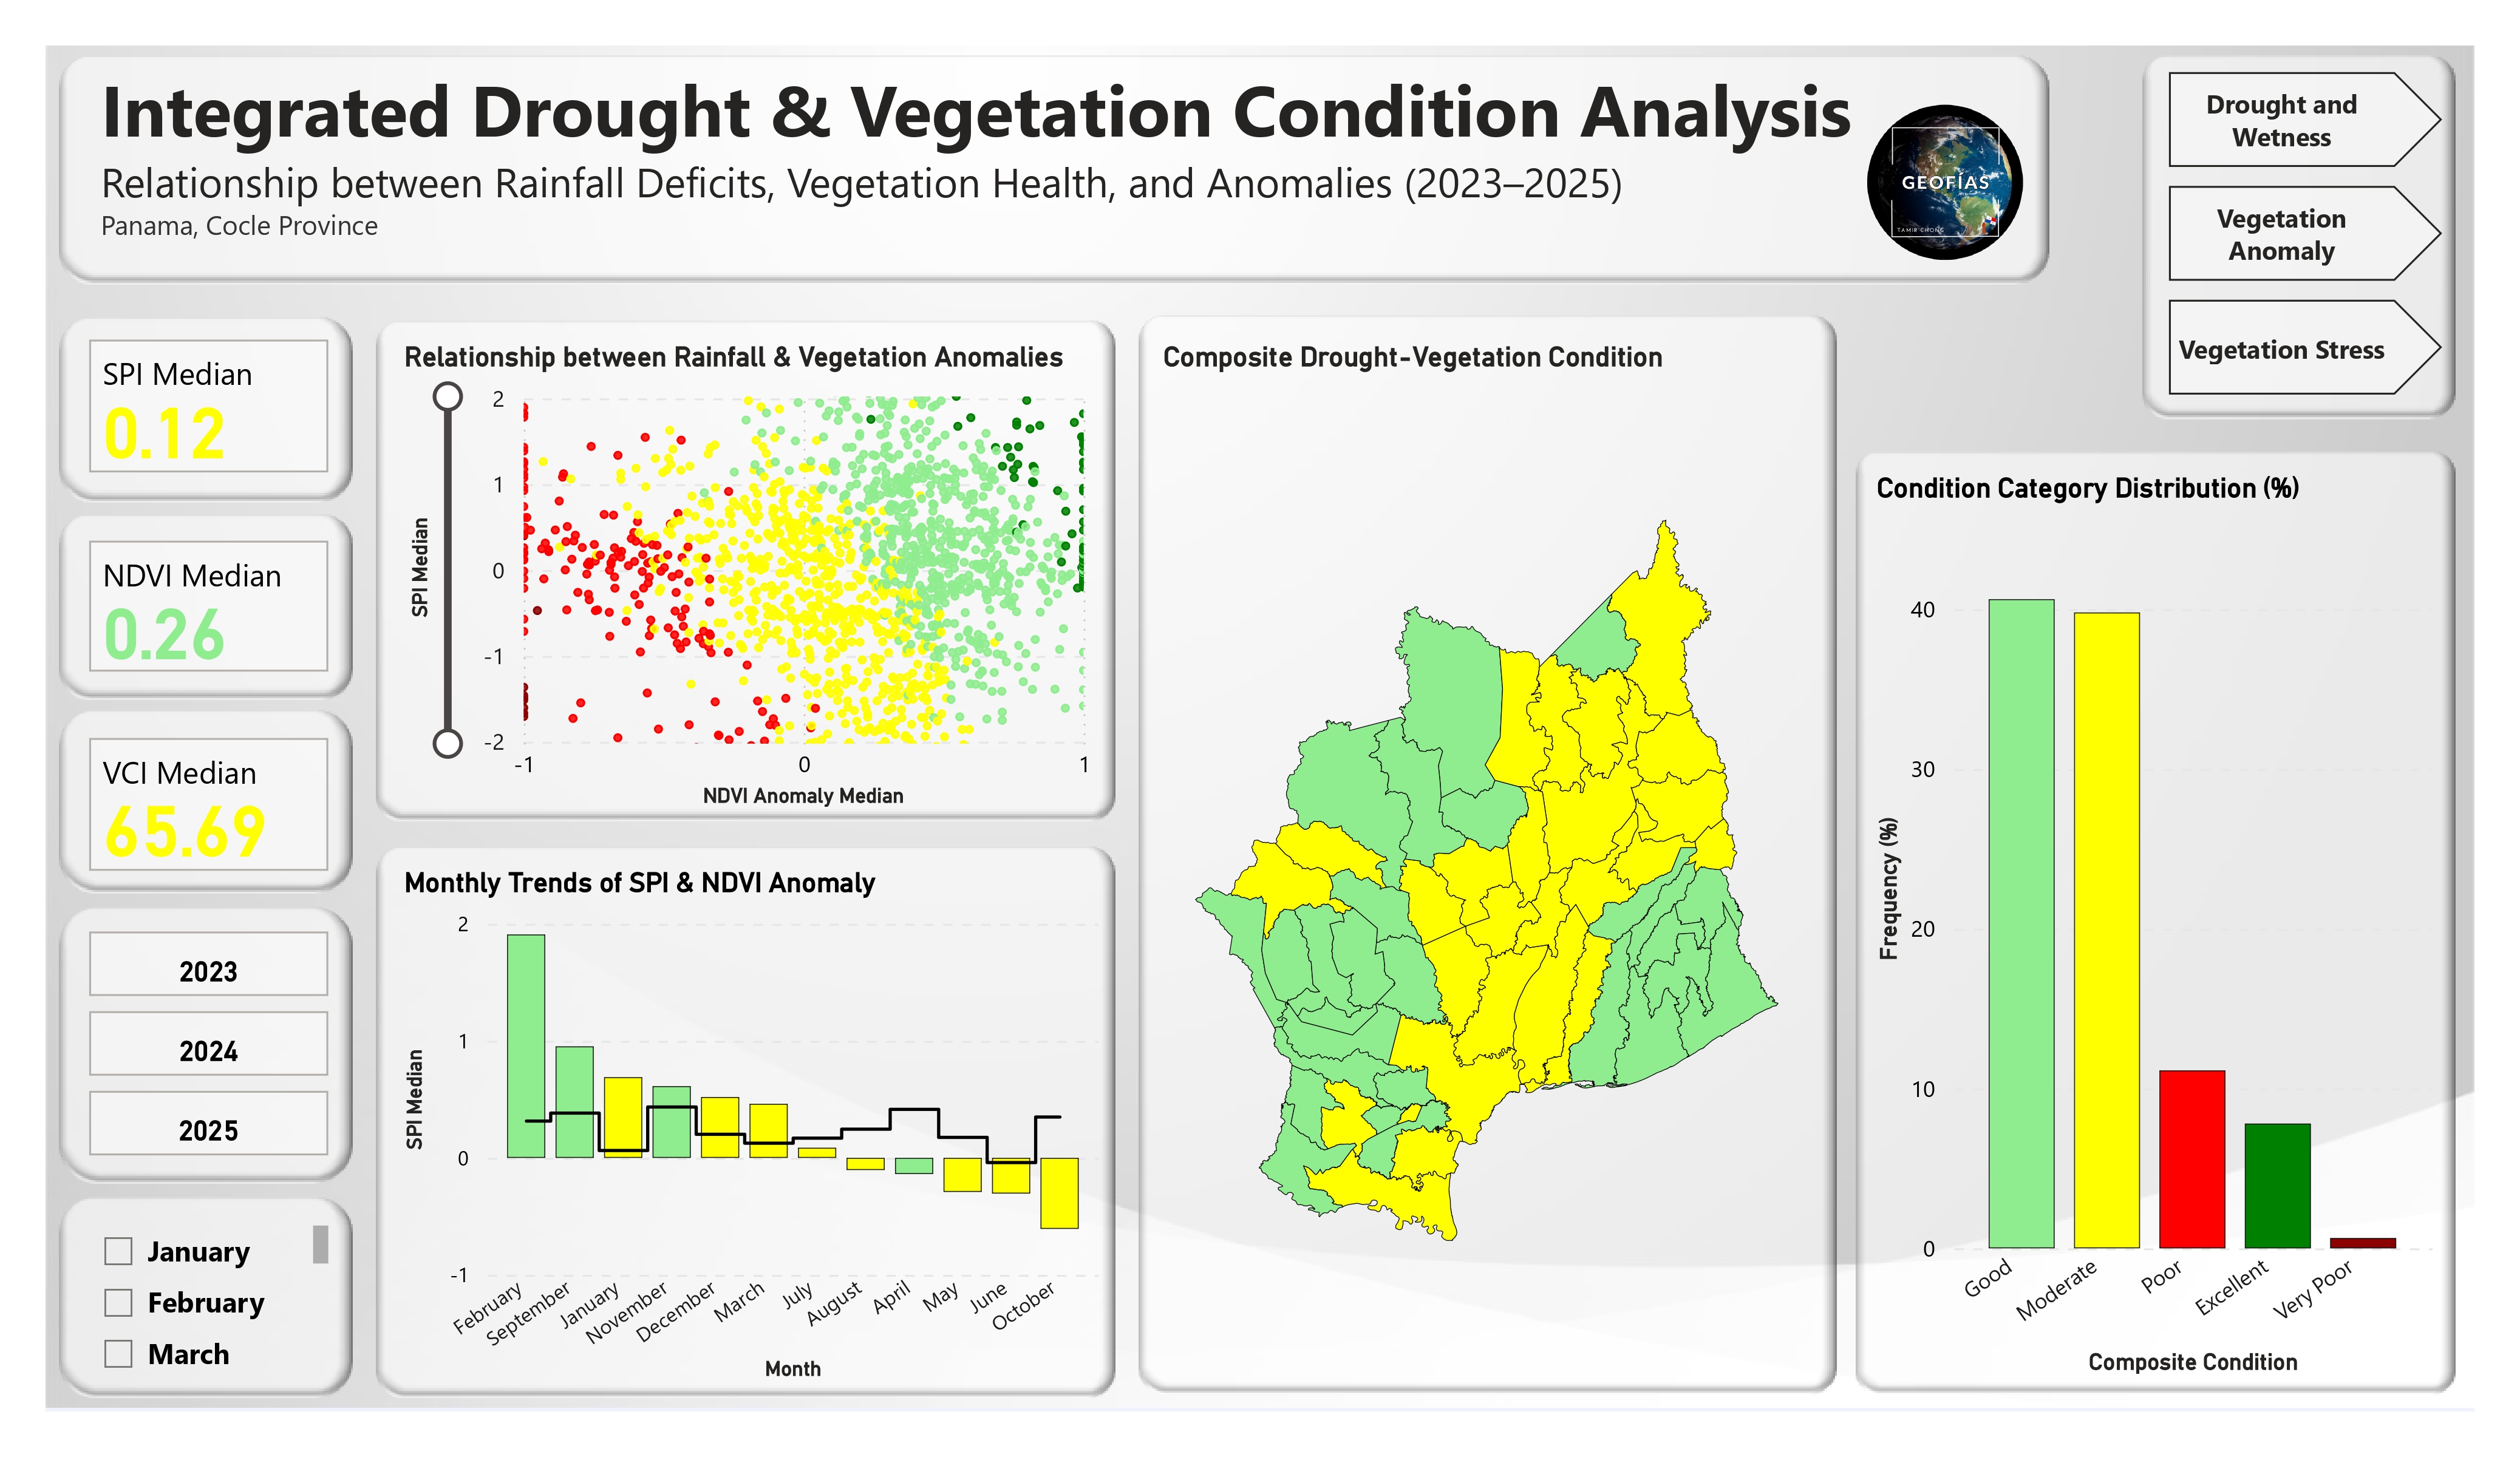 Integrated Drought & Vegetation Condition Analysis
Relationship between Rainfall Deficits, Vegetation Health, and Anomalies (2023–2025)
Panama, Cocle Province
GEOFÍAS
TAMIR CHONG
Drought and
Wetness
Vegetation
Anomaly
Vegetation Stress
SPI Median
0.12
NDVI Median
0.26
VCI Median
65.69
2023
2024
2025
January
February
March
Relationship between Rainfall & Vegetation Anomalies
SPI Median
2
1
0
-1
-2
-1
0
1
NDVI Anomaly Median
Monthly Trends of SPI & NDVI Anomaly
SPI Median
2
1
0
-1
February
September
January
November
December
March
July
August
April
May
June
October
Month
Composite Drought-Vegetation Condition
Condition Category Distribution (%)
Frequency (%)
40
30
20
10
0
Good
Moderate
Poor
Excellent
Very Poor
Composite Condition